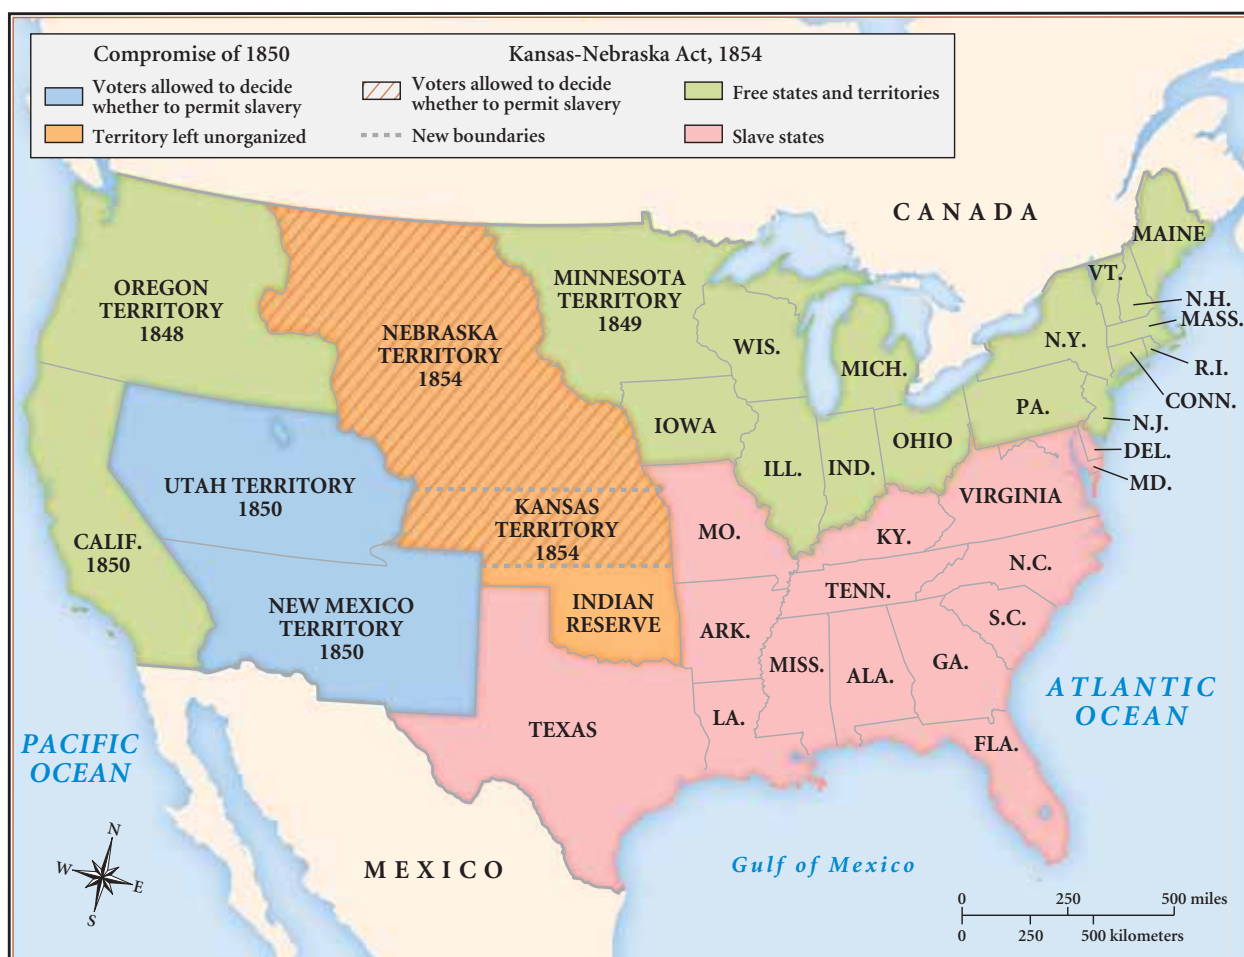 Compromise of 1850
Voters allowed to decide
whether to permit slavery
Territory left unorganized
Kansas-Nebraska Act, 1854
Voters allowed to decide
whether to permit slavery
New boundaries
Free states and territories
Slave states
CANADA
MAINE
VT.
N.H.
MASS.
N.Y.
R.I.
CONN.
PA.
N.J.
DEL.
MD.
OREGON
TERRITORY
1848
NEBRASKA
TERRITORY
1854
MINNESOTA
TERRITORY
1849
WIS.
MICH.
IOWA
ILL.
IND.
OHIO
UTAH TERRITORY
1850
KANSAS
TERRITORY
1854
MO.
KY.
VIRGINIA
CALIF.
1850
NEW MEXICO
TERRITORY
1850
INDIAN
RESERVE
ARK.
TENN.
N.C.
S.C.
MISS.
ALA.
GA.
TEXAS
LA.
FLA.
PACIFIC
OCEAN
ATLANTIC
OCEAN
MEXICO
Gulf of Mexico
N
W
E
S
0 250 500 miles
0 250 500 kilometers